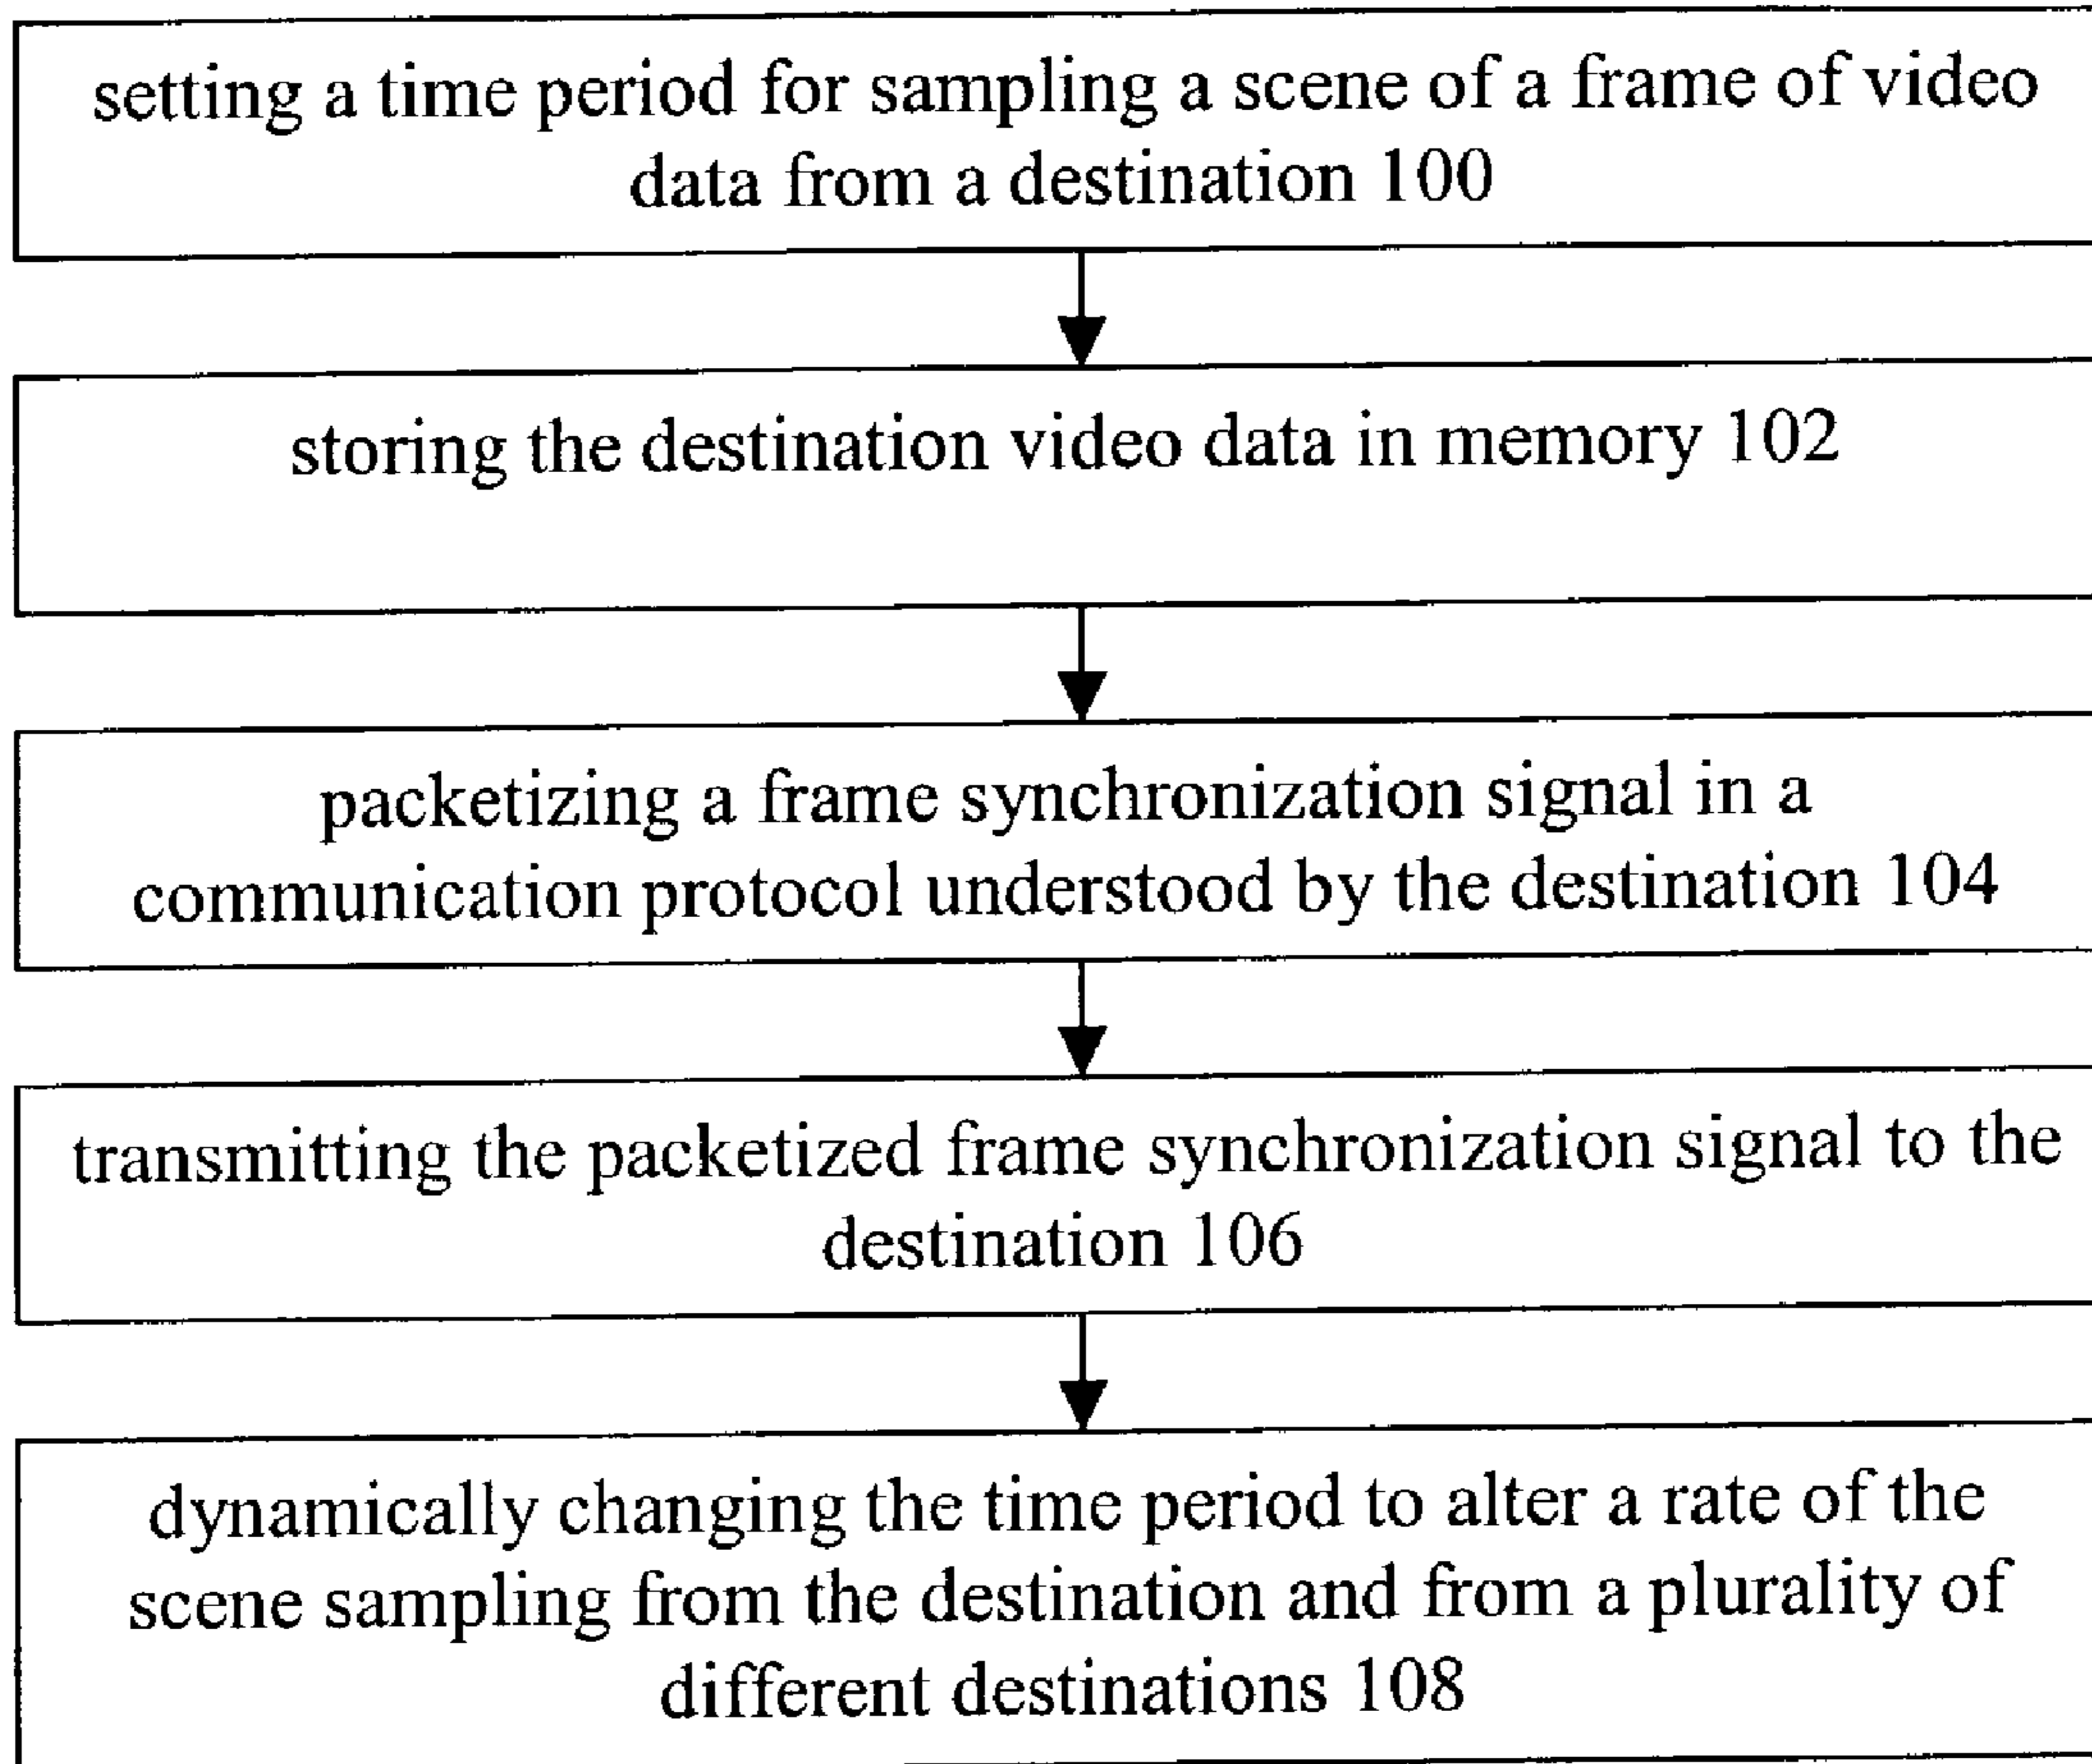 setting a time period for sampling a scene of a frame of video
data from a destination 100
storing the destination video data in memory 102
packetizing a frame synchronization signal in a
communication protocol understood by the destination 104
transmitting the packetized frame synchronization signal to the
destination 106
dynamically changing the time period to alter a rate of the
scene sampling from the destination and from a plurality of
different destinations 108